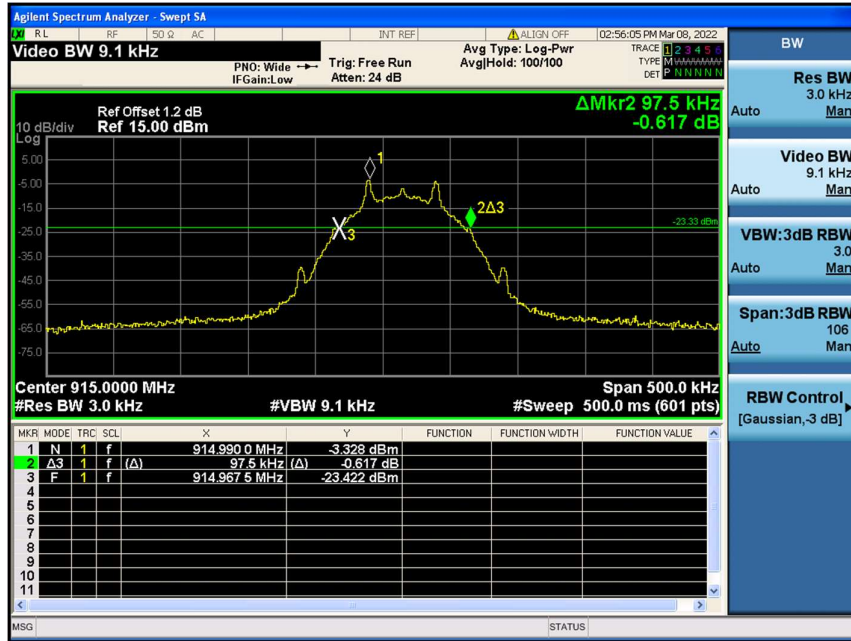 Agilent Spectrum Analyzer - Swept SA
LXI RL RF 50 Ω AC INT REF ALIGN OFF 02:56:05 PM Mar 08, 2022
Video BW 9.1 kHz
PNO: Wide
IFGain:Low
Trig: Free Run
Atten: 24 dB
Avg Type: Log-Pwr
Avg|Hold: 100/100
TRACE 1 2 3 4 5 6
TYPE M WWWWW
DET P N N N N N
Ref Offset 1.2 dB
10 dB/div Ref 15.00 dBm
Log
ΔMkr2 97.5 kHz
-0.617 dB
5.00
-5.00
-15.0
-25.0
-35.0
-45.0
-55.0
-65.0
-75.0
1
2Δ3
3
-23.33 dBm
Center 915.0000 MHz Span 500.0 kHz
#Res BW 3.0 kHz #VBW 9.1 kHz #Sweep 500.0 ms (601 pts)
MKR MODE TRC SCL X Y FUNCTION FUNCTION WIDTH FUNCTION VALUE
1 N 1 f 914.990 0 MHz -3.328 dBm
2 Δ3 1 f (Δ) 97.5 kHz (Δ) -0.617 dB
3 F 1 f 914.967 5 MHz -23.422 dBm
4
5
6
7
8
9
10
11
MSG STATUS
BW
Res BW
3.0 kHz
Auto Man
Video BW
9.1 kHz
Auto Man
VBW:3dB RBW
3.0
Auto Man
Span:3dB RBW
106
Auto Man
RBW Control
[Gaussian,-3 dB]